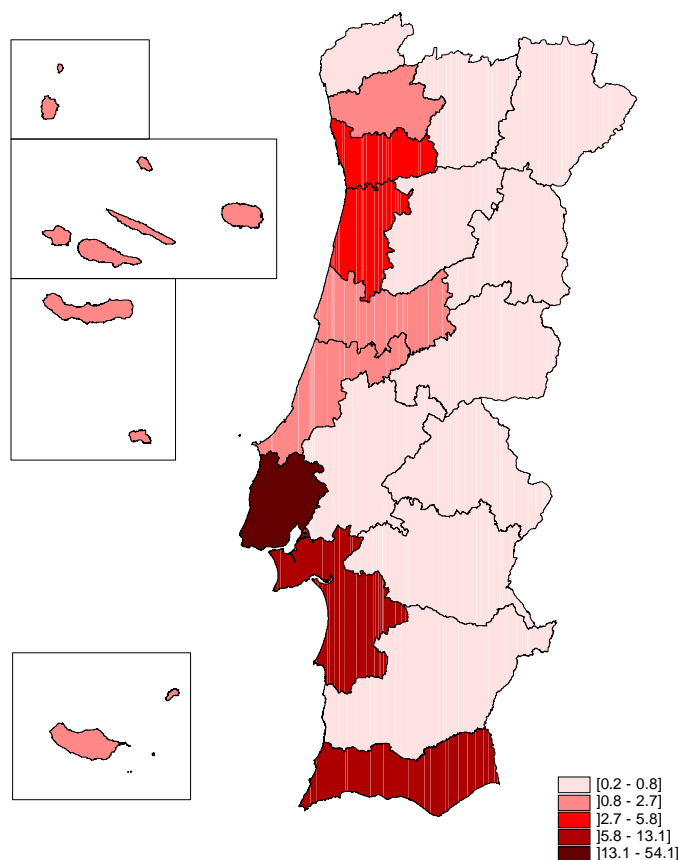 [0.2 - 0.8]
]0.8 - 2.7]
]2.7 - 5.8]
]5.8 - 13.1]
]13.1 - 54.1]